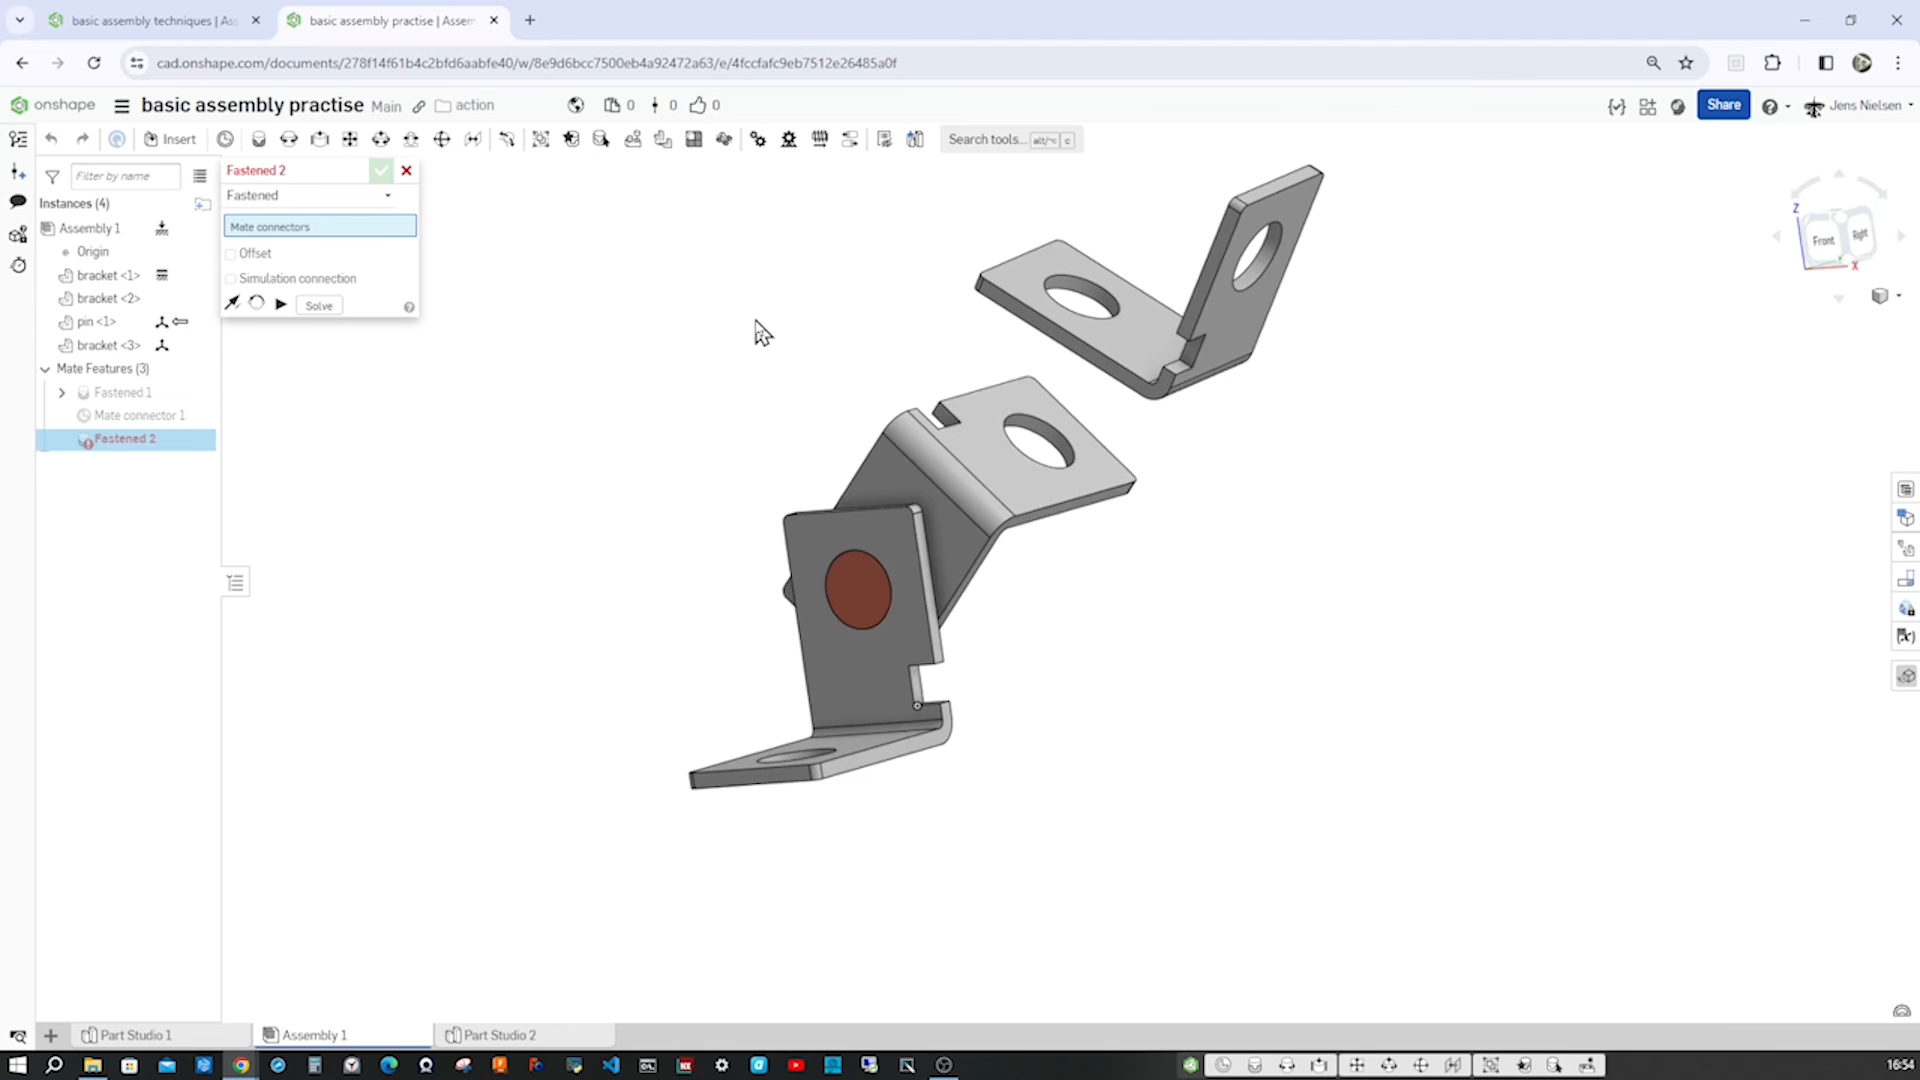 basic assembly techniques | As
basic assembly practise | Assem
cad.onshape.com/documents/278f14f61b4c2bfd6aabfe40/w/8e9d6bcc7500eb4a92472a63/e/4fccfafc9eb7512e26485a0f
onshape
basic assembly practise Main action 0 0 0
Share
Jens Nielsen
Insert
Search tools... alt/⌥ c
Filter by name
Instances (4)
Assembly 1
Origin
bracket <1>
bracket <2>
pin <1>
bracket <3>
Mate Features (3)
Fastened 1
Mate connector 1
Fastened 2
Fastened 2
Fastened
Mate connectors
Offset
Simulation connection
Solve
Z
Front
Right
X
Part Studio 1
Assembly 1
Part Studio 2
16:54